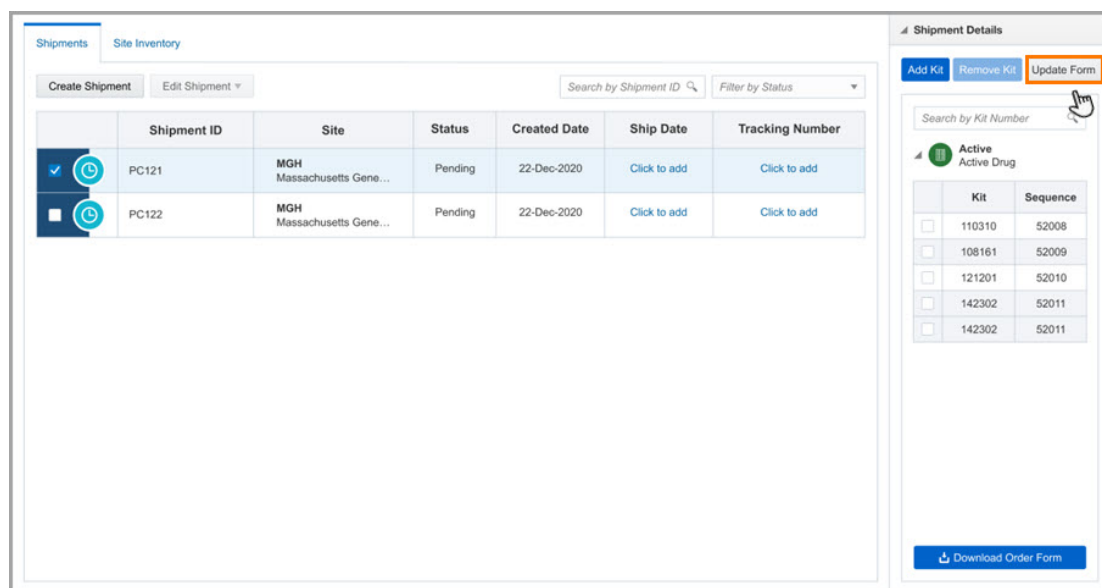 Shipments Site Inventory
Create Shipment Edit Shipment Search by Shipment ID Filter by Status
Shipment ID Site Status Created Date Ship Date Tracking Number
PC121 MGH Massachusetts Gene... Pending 22-Dec-2020 Click to add Click to add
PC122 MGH Massachusetts Gene... Pending 22-Dec-2020 Click to add Click to add
Shipment Details
Add Kit Remove Kit Update Form
Search by Kit Number
Active
Active Drug
Kit Sequence
110310 52008
108161 52009
121201 52010
142302 52011
142302 52011
Download Order Form